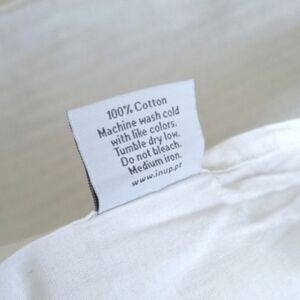 100% Cotton
Machine wash cold
with like colors.
Tumble dry low.
Do not bleach.
Medium iron.
www.inup.pt